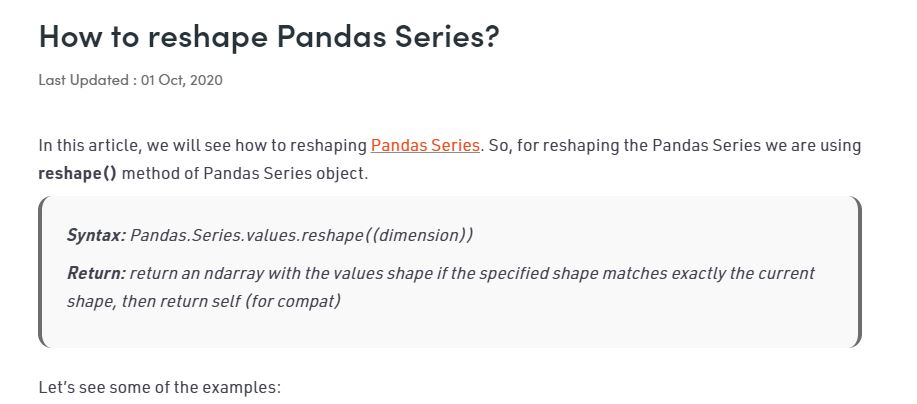 How to reshape Pandas Series?
Last Updated : 01 Oct, 2020
In this article, we will see how to reshaping Pandas Series. So, for reshaping the Pandas Series we are using
reshape() method of Pandas Series object.
Syntax: Pandas.Series.values.reshape((dimension))
Return: return an ndarray with the values shape if the specified shape matches exactly the current
shape, then return self (for compat)
Let’s see some of the examples: